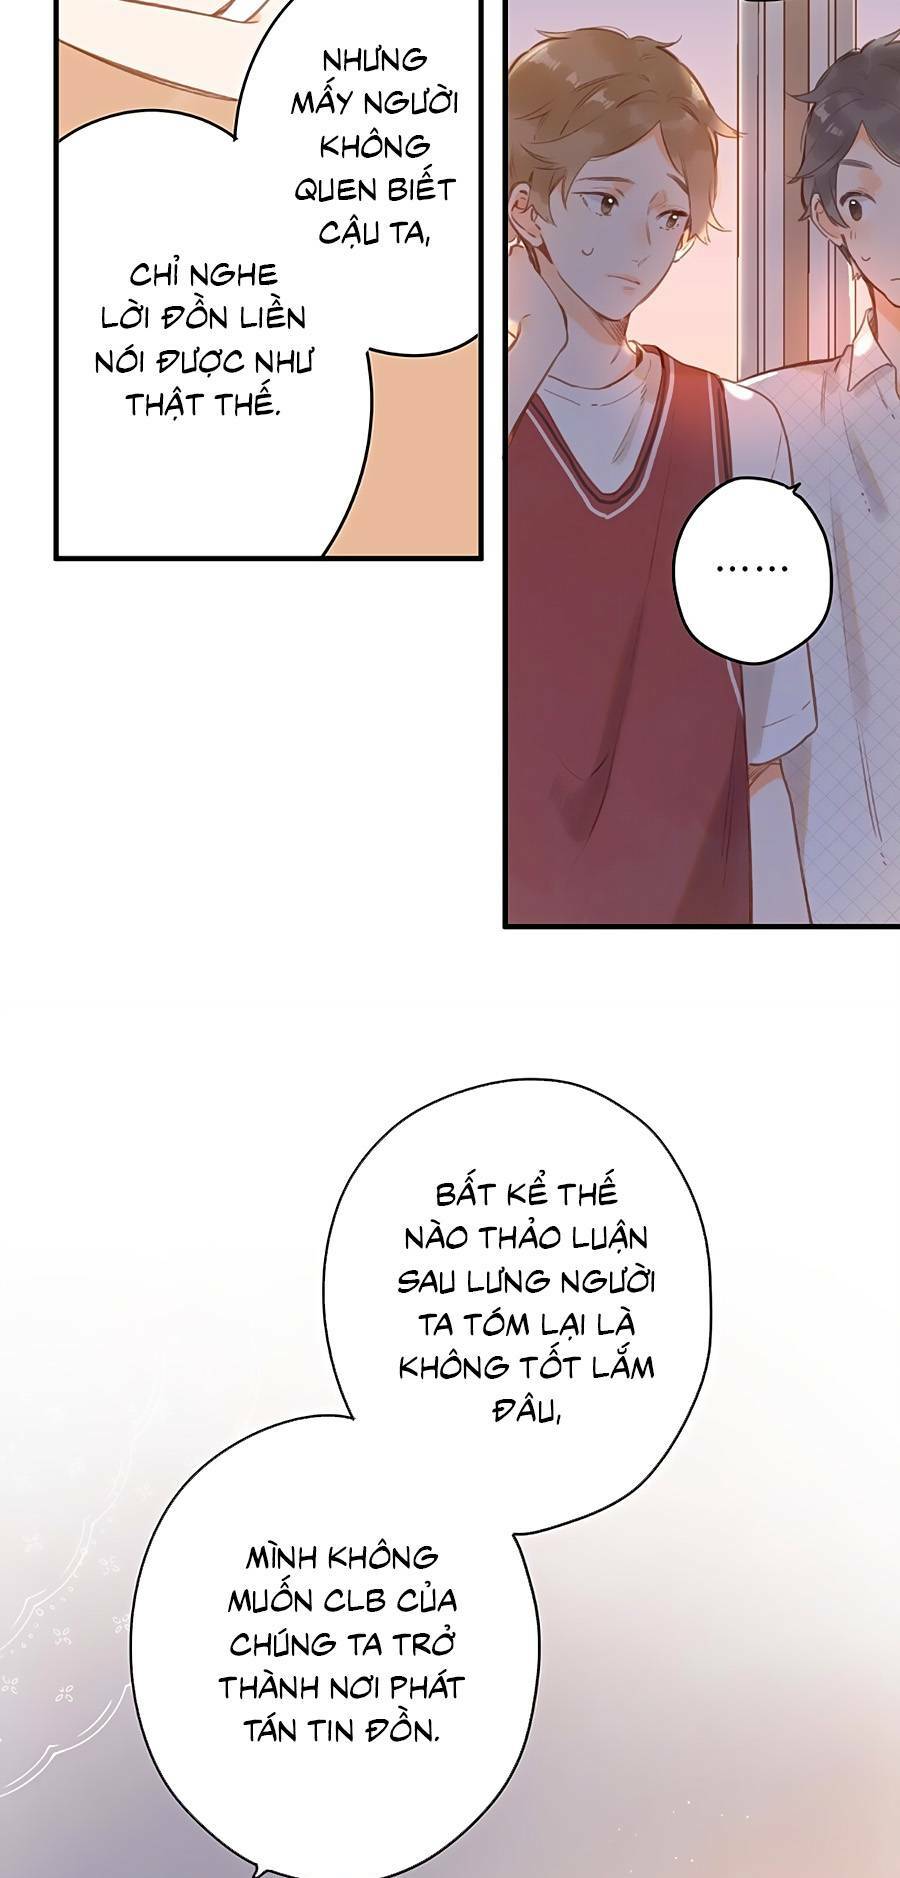 NHƯNG
MẤY NGƯỜI
KHÔNG
QUEN BIẾT
CẬU TA,
CHỈ NGHE
LỜI ĐỒN LIỀN
NÓI ĐƯỢC NHƯ
THẬT THẾ.
……
BẤT KỂ THẾ
NÀO THẢO LUẬN
SAU LƯNG NGƯỜI
TA TÓM LẠI LÀ
KHÔNG TỐT LẮM
ĐÂU,
MÌNH KHÔNG
MUỐN CLB CỦA
CHÚNG TA TRỞ
THÀNH NƠI PHÁT
TÁN TIN ĐỒN.